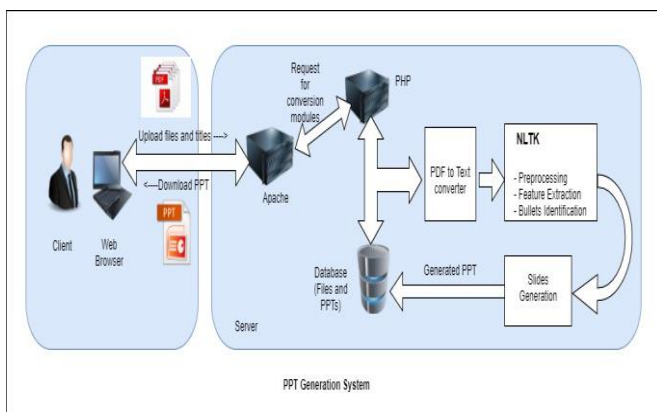 PDF
Upload files and titles ---->
<----Download PPT
PPT
Client
Web
Browser
Request
for
conversion
modules
PHP
Apache
PDF to Text
converter
NLTK
- Preprocessing
- Feature Extraction
- Bullets Identification
Database
(Files and
PPTs)
Generated PPT
Slides
Generation
Server
PPT Generation System